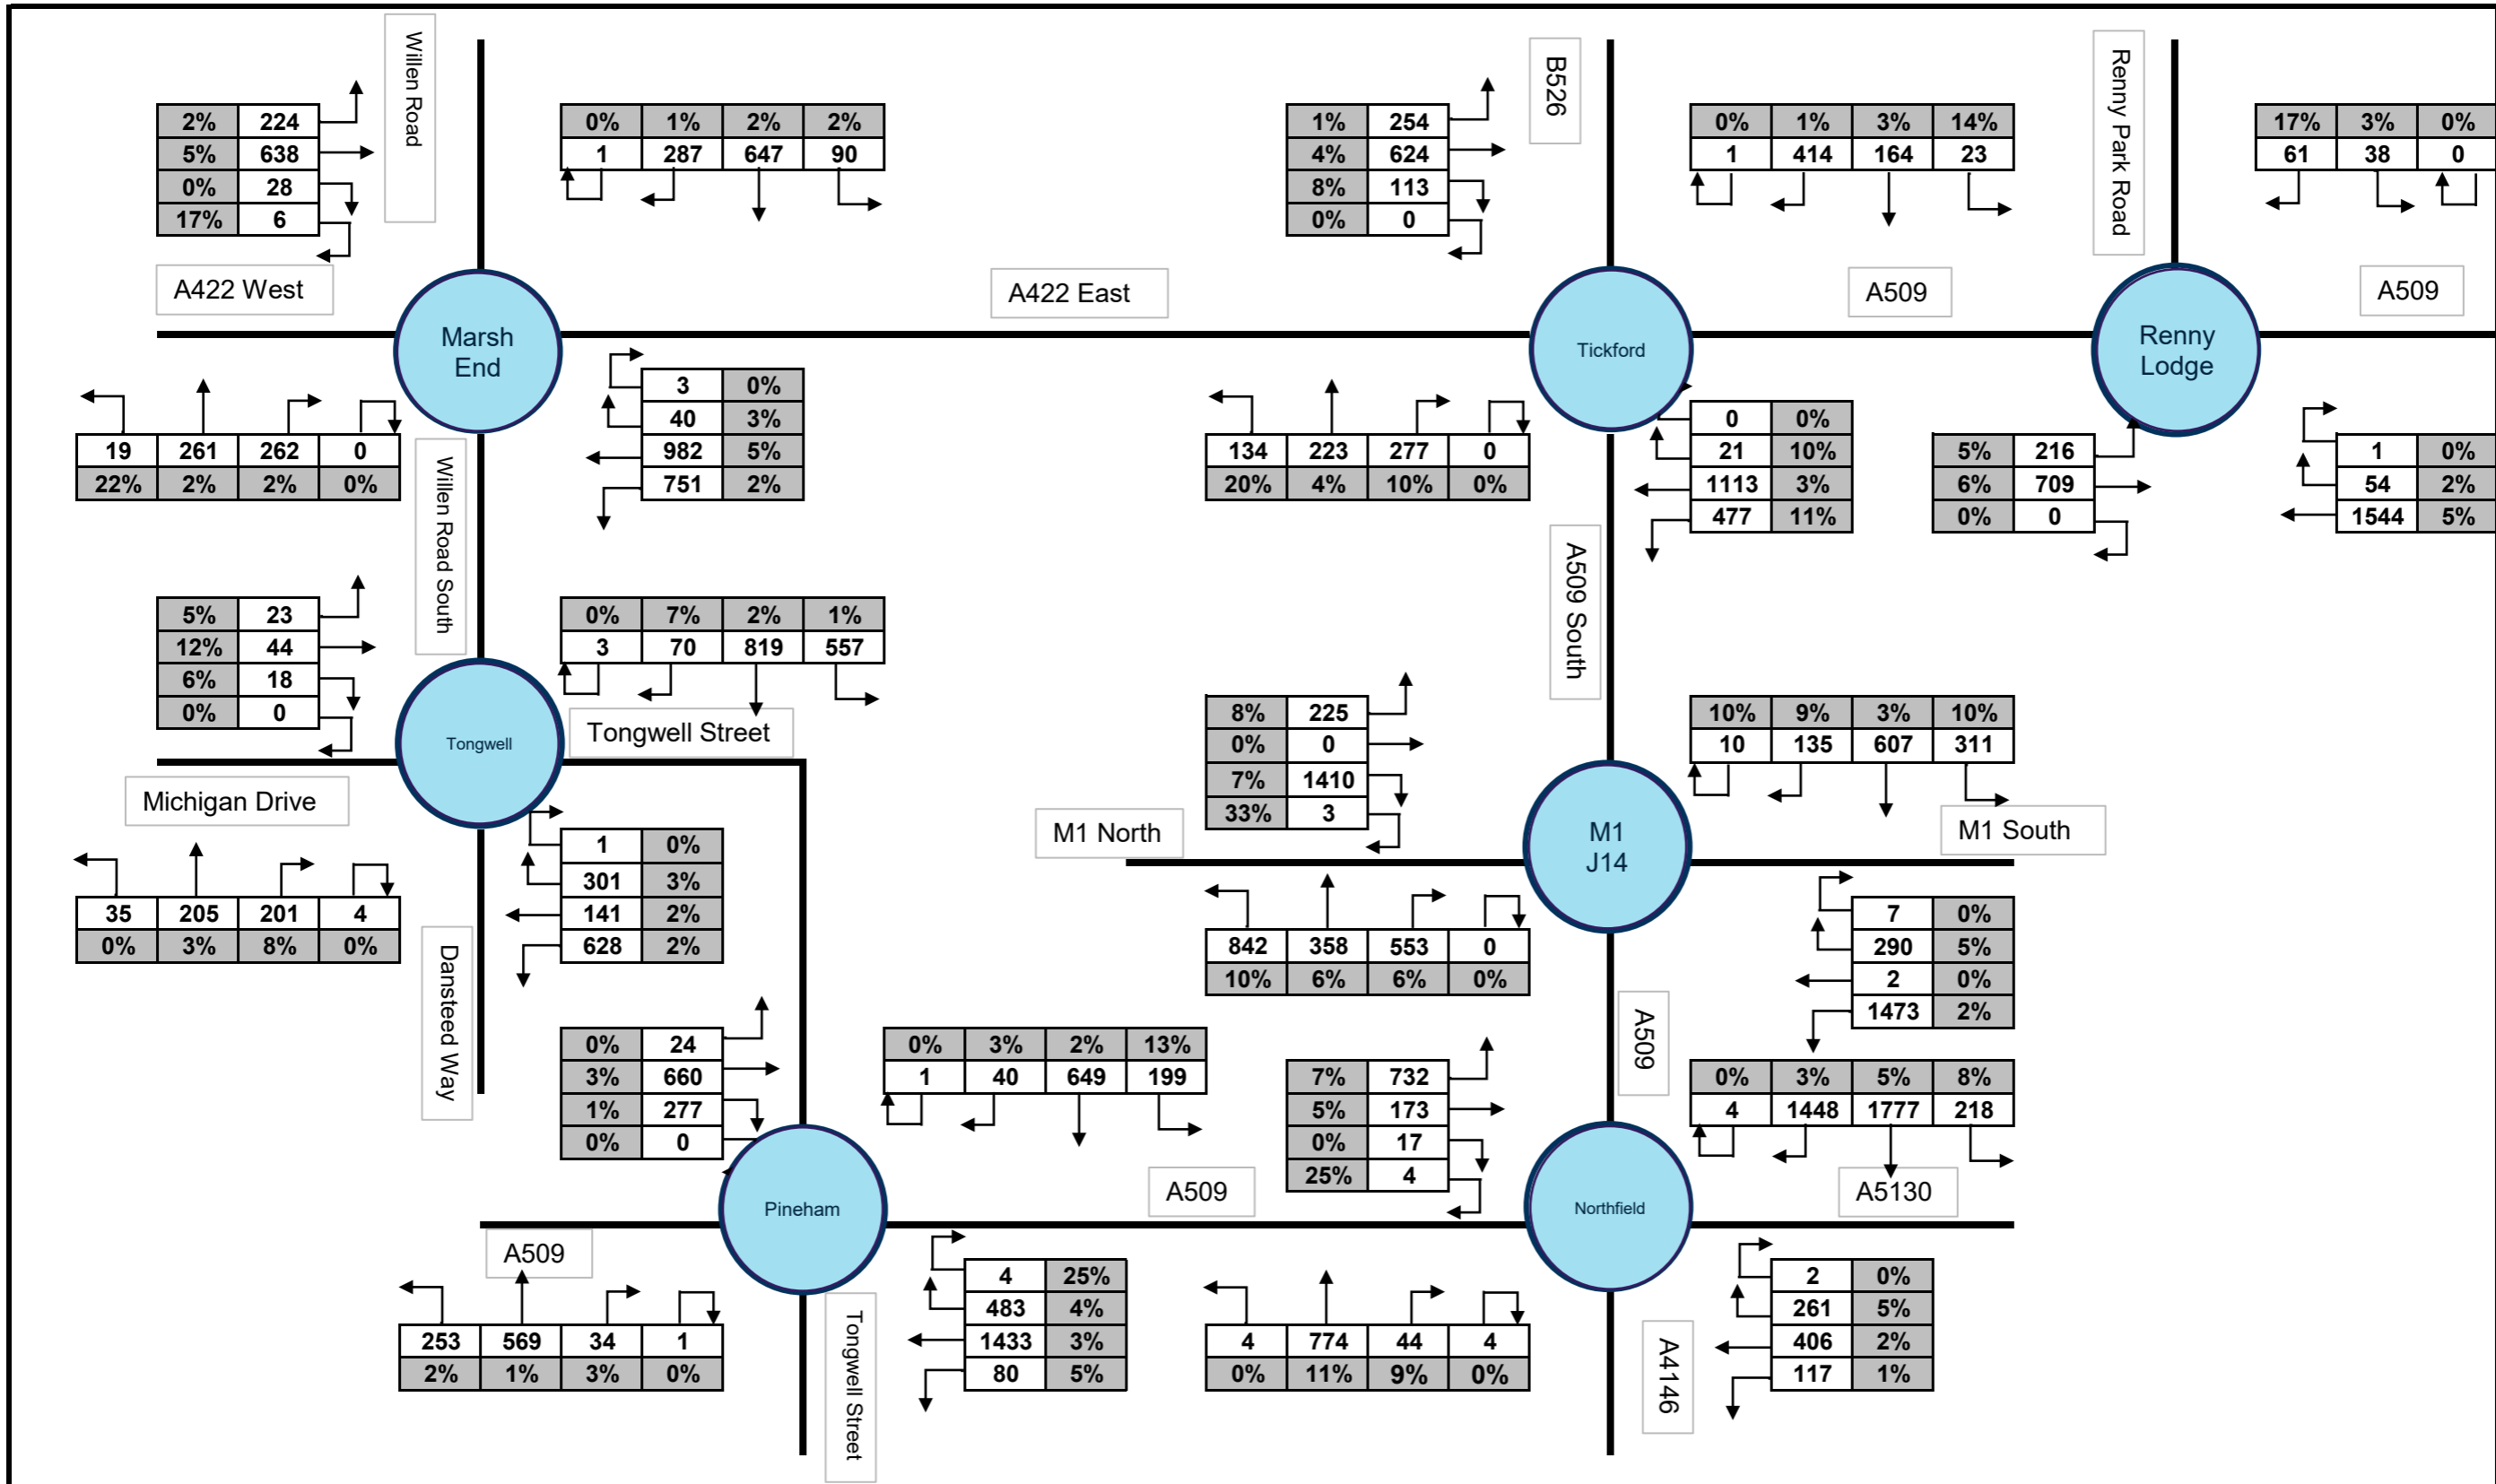 Willen Road
B526
Renny Park Road
2% 224
5% 638
0% 28
17% 6
0% 1% 2% 2%
1 287 647 90
1% 254
4% 624
8% 113
0% 0
0% 1% 3% 14%
1 414 164 23
17% 3% 0%
61 38 0
A422 West
A422 East
A509
A509
Marsh
End
Tickford
Renny
Lodge
19 261 262 0
22% 2% 2% 0%
Willen Road South
3 0%
40 3%
982 5%
751 2%
134 223 277 0
20% 4% 10% 0%
A509 South
0 0%
21 10%
1113 3%
477 11%
5% 216
6% 709
0% 0
1 0%
54 2%
1544 5%
5% 23
12% 44
6% 18
0% 0
0% 7% 2% 1%
3 70 819 557
Tongwell
Tongwell Street
Michigan Drive
8% 225
0% 0
7% 1410
33% 3
10% 9% 3% 10%
10 135 607 311
M1 North
M1
J14
M1 South
35 205 201 4
0% 3% 8% 0%
Dansteed Way
1 0%
301 3%
141 2%
628 2%
842 358 553 0
10% 6% 6% 0%
A509
7 0%
290 5%
2 0%
1473 2%
0% 24
3% 660
1% 277
0% 0
0% 3% 2% 13%
1 40 649 199
7% 732
5% 173
0% 17
25% 4
0% 3% 5% 8%
4 1448 1777 218
Pineham
A509
Northfield
A5130
A509
253 569 34 1
2% 1% 3% 0%
Tongwell Street
4 25%
483 4%
1433 3%
80 5%
4 774 44 4
0% 11% 9% 0%
A4146
2 0%
261 5%
406 2%
117 1%